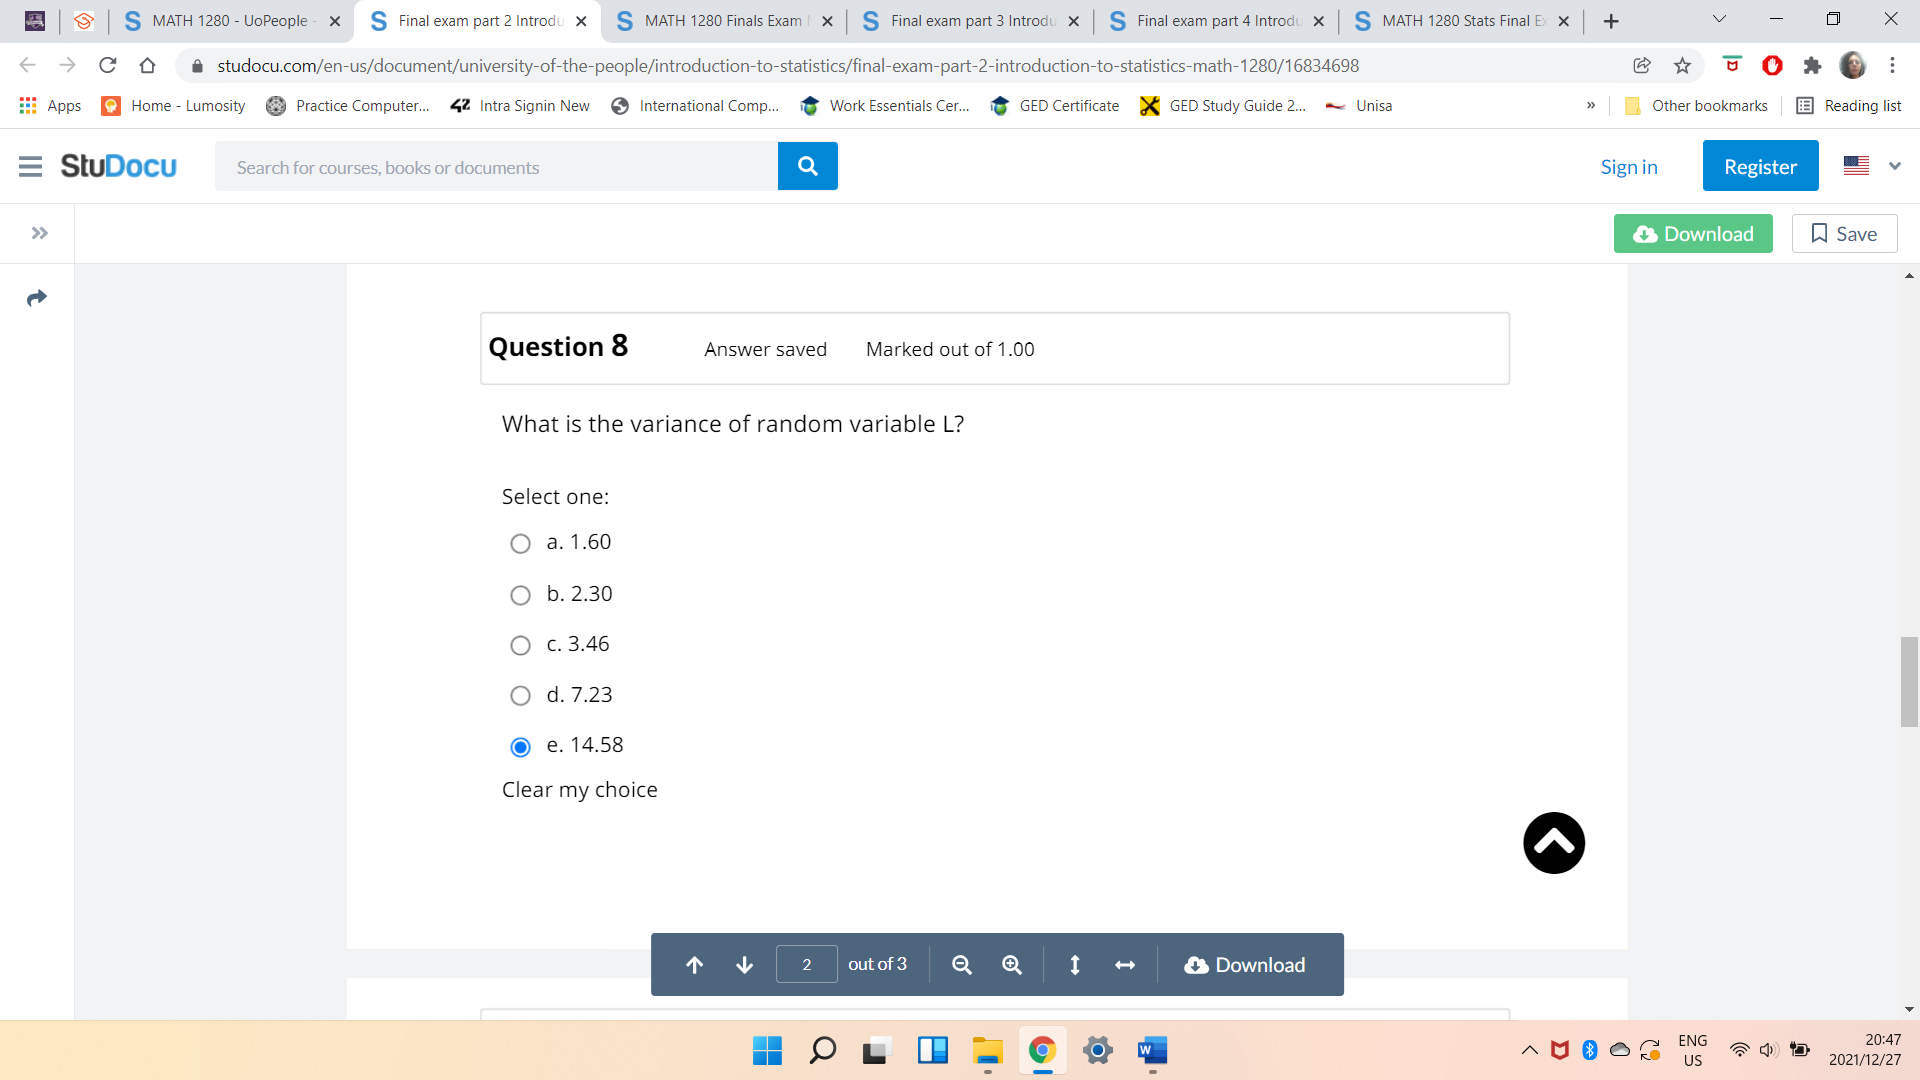 MATH 1280 - UoPeople -
Final exam part 2 Introdu
MATH 1280 Finals Exam
Final exam part 3 Introdu
Final exam part 4 Introdu
MATH 1280 Stats Final Ex
studocu.com/en-us/document/university-of-the-people/introduction-to-statistics/final-exam-part-2-introduction-to-statistics-math-1280/16834698
Apps
Home - Lumosity
Practice Computer...
Intra Signin New
International Comp...
Work Essentials Cer...
GED Certificate
GED Study Guide 2...
Unisa
»
Other bookmarks
Reading list
StuDocu
Search for courses, books or documents
Sign in
Register
Download
Save
Question 8
Answer saved
Marked out of 1.00
What is the variance of random variable L?
Select one:
a. 1.60
b. 2.30
c. 3.46
d. 7.23
e. 14.58
Clear my choice
2 out of 3
Download
ENG
US
20:47
2021/12/27